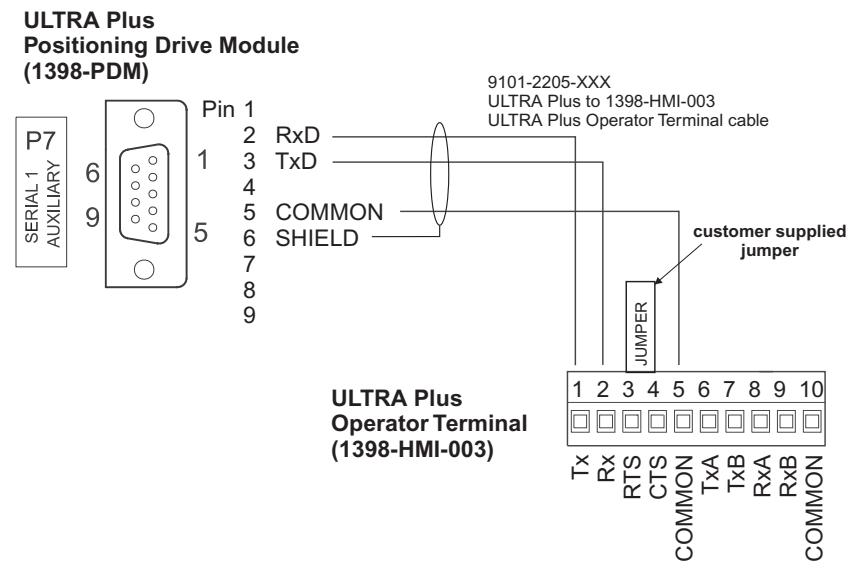 ULTRA Plus
Positioning Drive Module
(1398-PDM)
9101-2205-XXX
ULTRA Plus to 1398-HMI-003
ULTRA Plus Operator Terminal cable
P7
SERIAL 1
AUXILIARY
6
9
1
5
Pin 1
2 RxD
3 TxD
4
5 COMMON
6 SHIELD
7
8
9
customer supplied
jumper
JUMPER
ULTRA Plus
Operator Terminal
(1398-HMI-003)
1 2 3 4 5 6 7 8 9 10
Tx
Rx
RTS
CTS
COMMON
TxA
TxB
RxA
RxB
COMMON